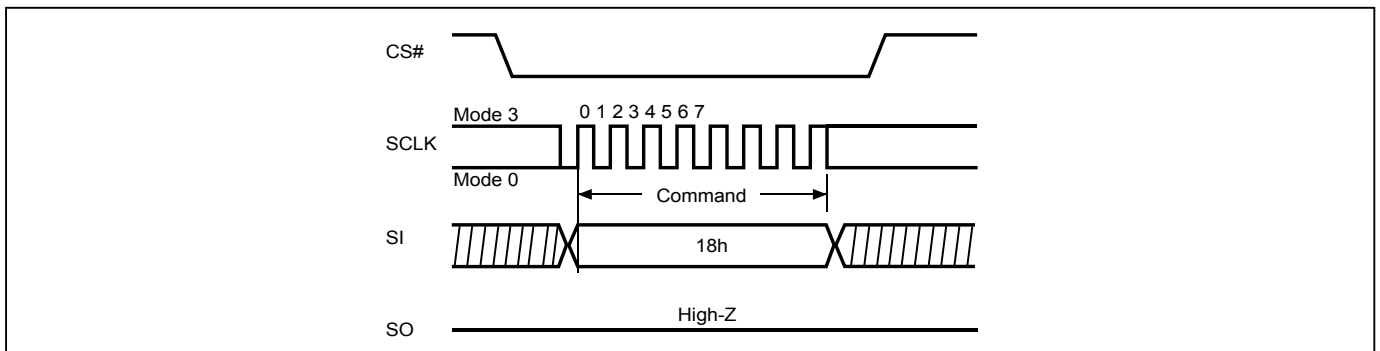 CS#
Mode 3
0 1 2 3 4 5 6 7
SCLK
Mode 0
Command
SI
18h
High-Z
SO